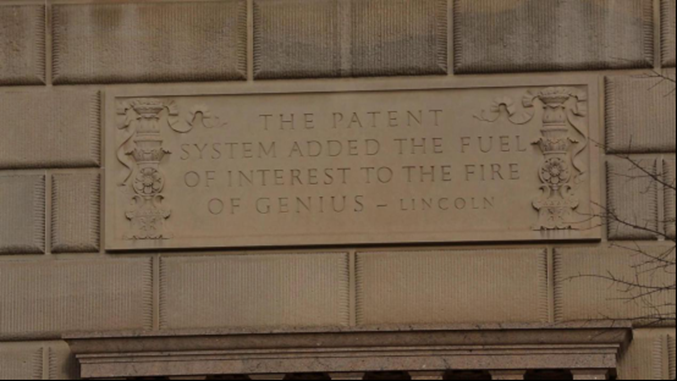 THE PATENT
SYSTEM ADDED THE FUEL
OF INTEREST TO THE FIRE
OF GENIUS – LINCOLN